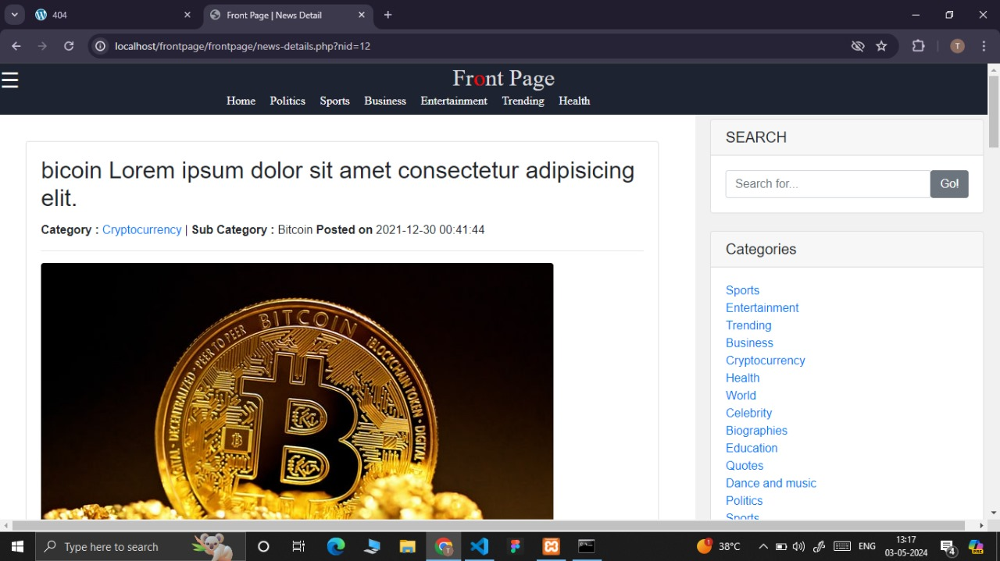 404
Front Page | News Detail
localhost/frontpage/frontpage/news-details.php?nid=12
T
Front Page
Home Politics Sports Business Entertainment Trending Health
bicoin Lorem ipsum dolor sit amet consectetur adipisicing
elit.
Category : Cryptocurrency | Sub Category : Bitcoin Posted on 2021-12-30 00:41:44
BITCOIN
PEER TO PEER
DECENTRALIZED
BLOCKCHAIN TOKEN
DIGITAL
SEARCH
Search for...
Go!
Categories
Sports
Entertainment
Trending
Business
Cryptocurrency
Health
World
Celebrity
Biographies
Education
Quotes
Dance and music
Politics
Sports
Type here to search
1
38°C
ENG
13:17
03-05-2024
4
PRE